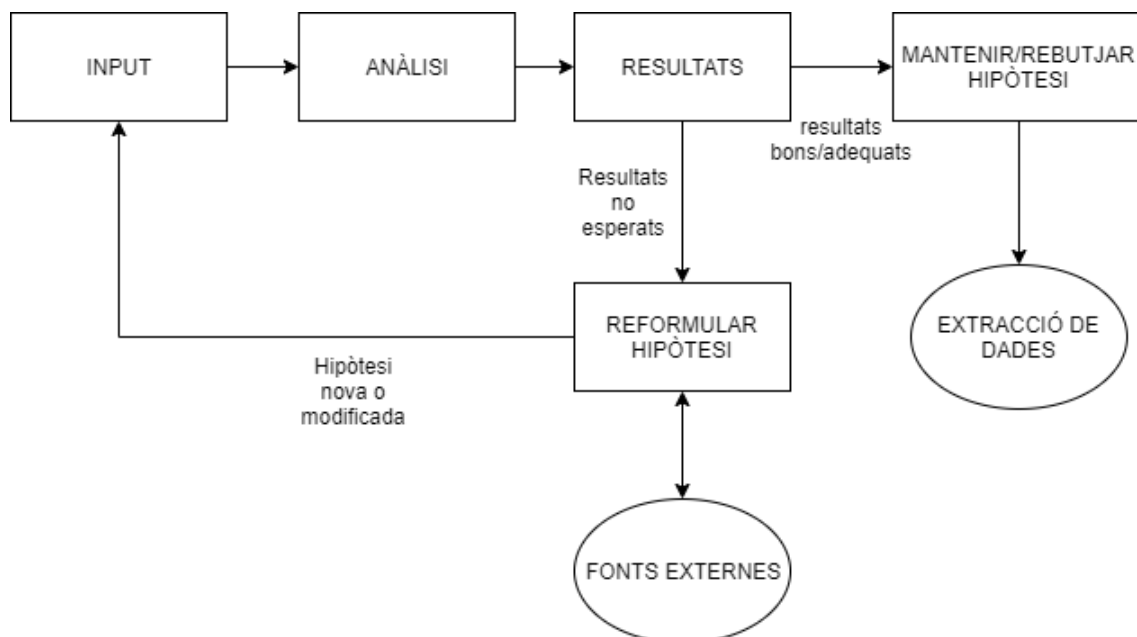 INPUT
ANÀLISI
RESULTATS
MANTENIR/REBUTJAR
HIPÒTESI
resultats
bons/adequats
Resultats
no
esperats
REFORMULAR
HIPÒTESI
EXTRACCIÓ DE
DADES
Hipòtesi
nova o
modificada
FONTS EXTERNES